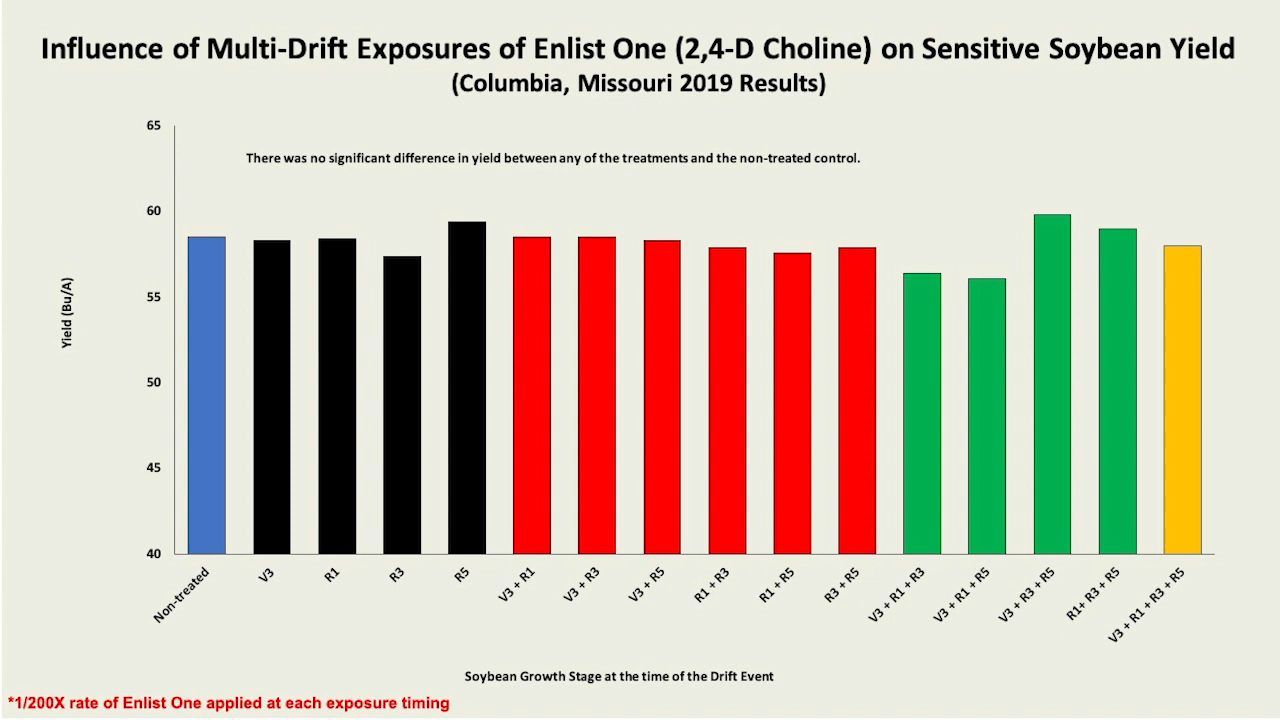 Influence of Multi-Drift Exposures of Enlist One (2,4-D Choline) on Sensitive Soybean Yield
(Columbia, Missouri 2019 Results)
65
There was no significant difference in yield between any of the treatments and the non-treated control.
60
55
50
45
40
Yield (Bu/A)
Non-treated
V3
R1
R3
R5
V3 + R1
V3 + R3
V3 + R5
R1 + R3
R1 + R5
R3 + R5
V3 + R1 + R3
V3 + R1 + R5
V3 + R3 + R5
R1+ R3 + R5
V3 + R1 + R3 + R5
Soybean Growth Stage at the time of the Drift Event
*1/200X rate of Enlist One applied at each exposure timing